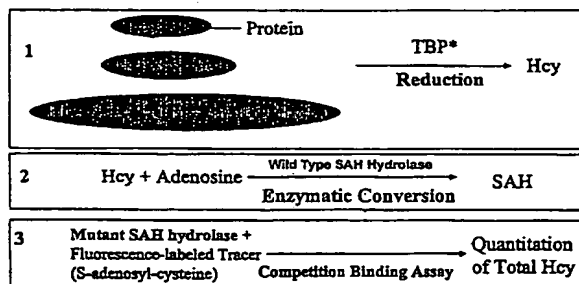 1
Protein
TBP*
Reduction
Hcy
2
Hcy + Adenosine
Wild Type SAH Hydrolase
Enzymatic Conversion
SAH
3
Mutant SAH hydrolase +
Fluorescence-labeled Tracer
(S-adenosyl-cysteine)
Competition Binding Assay
Quantitation
of Total Hcy